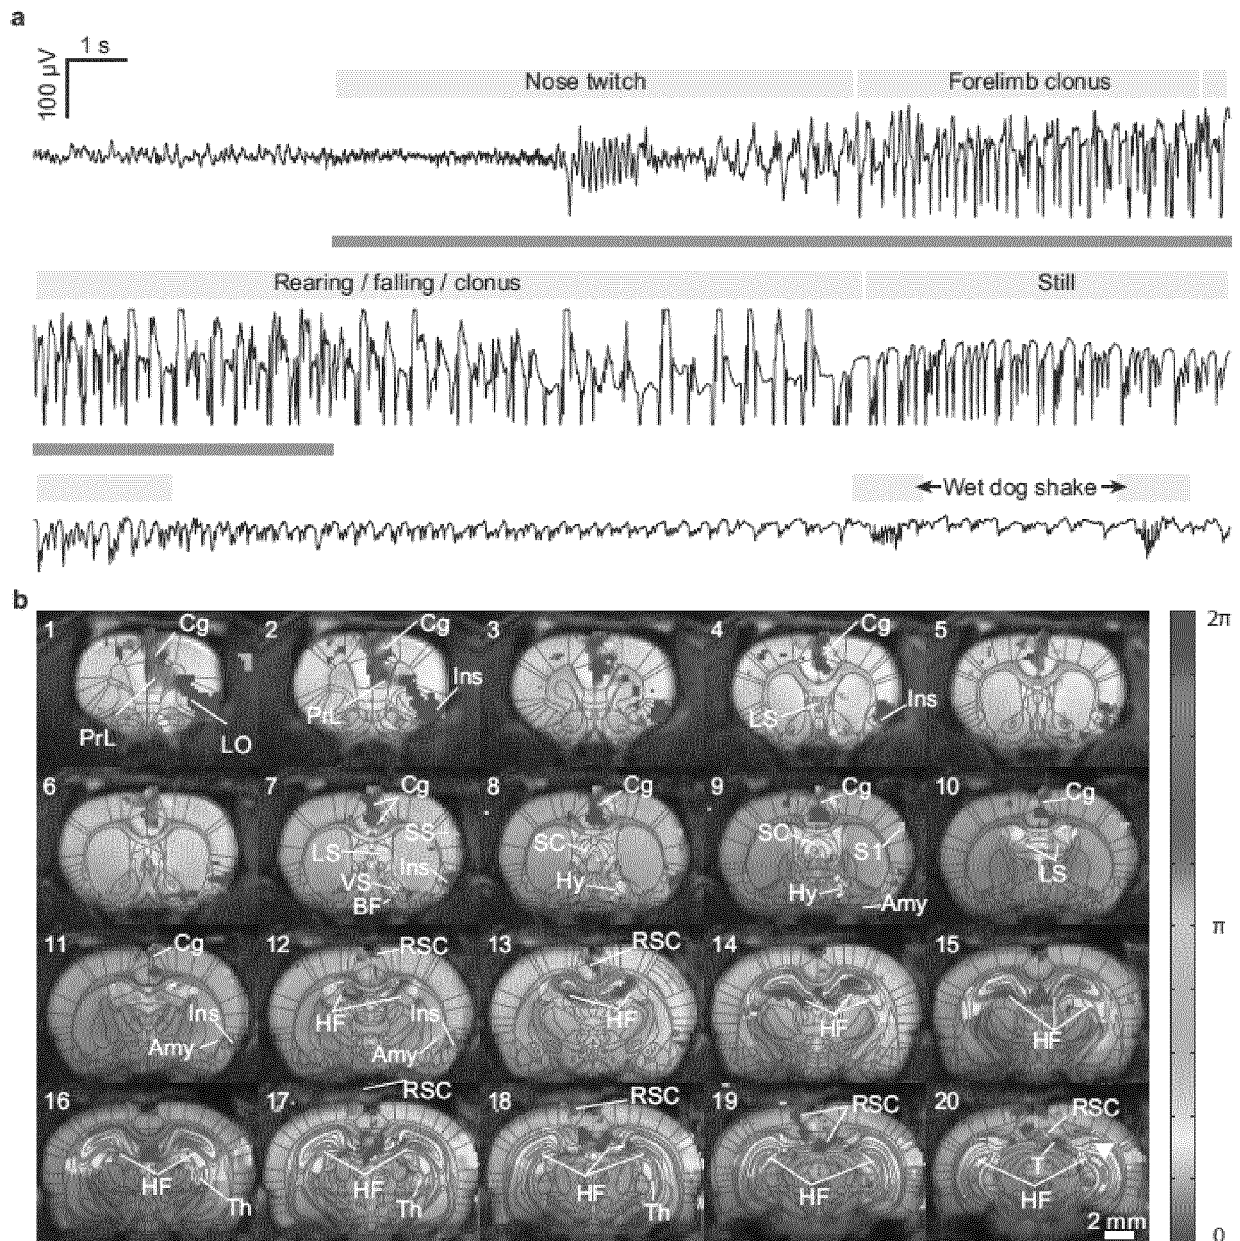 a
1 s
100 µV
Nose twitch
Forelimb clonus
Rearing / falling / clonus
Still
Wet dog shake
b
1
Cg
PrL
LO
2
Cg
PrL
Ins
3
4
Cg
LS
Ins
5
2π
6
7
Cg
SS
LS
Ins
VS
BF
8
Cg
SC
Hy
9
Cg
SC
S1
Hy
Amy
10
Cg
LS
π
11
Cg
Ins
Amy
12
RSC
HF
Ins
Amy
13
RSC
HF
14
HF
15
HF
16
HF
Th
17
RSC
HF
Th
18
RSC
HF
Th
19
RSC
HF
20
RSC
T
HF
2 mm
0